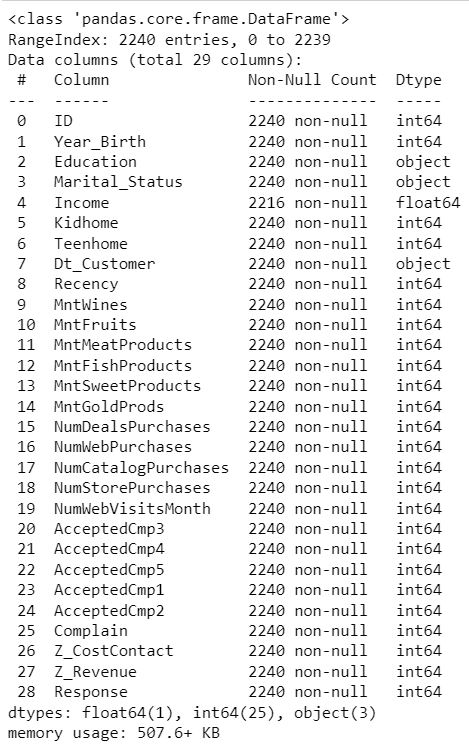 <class 'pandas.core.frame.DataFrame'>
RangeIndex: 2240 entries, 0 to 2239
Data columns (total 29 columns):
 #   Column               Non-Null Count  Dtype
---  ------               --------------  -----
 0   ID                   2240 non-null   int64
 1   Year_Birth           2240 non-null   int64
 2   Education            2240 non-null   object
 3   Marital_Status       2240 non-null   object
 4   Income               2216 non-null   float64
 5   Kidhome              2240 non-null   int64
 6   Teenhome             2240 non-null   int64
 7   Dt_Customer          2240 non-null   object
 8   Recency              2240 non-null   int64
 9   MntWines             2240 non-null   int64
 10  MntFruits            2240 non-null   int64
 11  MntMeatProducts      2240 non-null   int64
 12  MntFishProducts      2240 non-null   int64
 13  MntSweetProducts     2240 non-null   int64
 14  MntGoldProds         2240 non-null   int64
 15  NumDealsPurchases    2240 non-null   int64
 16  NumWebPurchases      2240 non-null   int64
 17  NumCatalogPurchases  2240 non-null   int64
 18  NumStorePurchases    2240 non-null   int64
 19  NumWebVisitsMonth    2240 non-null   int64
 20  AcceptedCmp3         2240 non-null   int64
 21  AcceptedCmp4         2240 non-null   int64
 22  AcceptedCmp5         2240 non-null   int64
 23  AcceptedCmp1         2240 non-null   int64
 24  AcceptedCmp2         2240 non-null   int64
 25  Complain             2240 non-null   int64
 26  Z_CostContact        2240 non-null   int64
 27  Z_Revenue            2240 non-null   int64
 28  Response             2240 non-null   int64
dtypes: float64(1), int64(25), object(3)
memory usage: 507.6+ KB